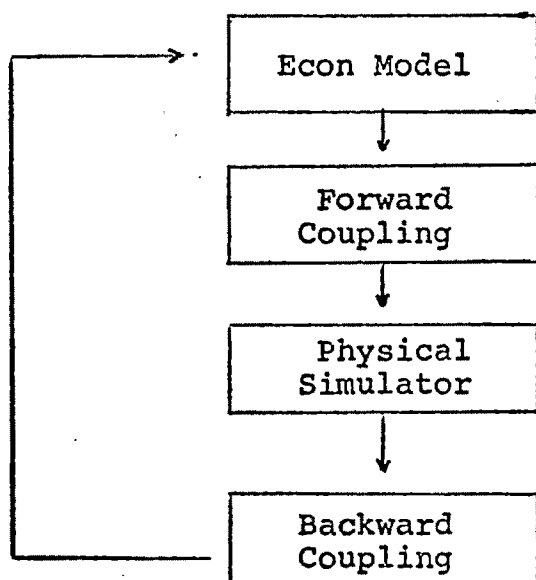 Econ Model
Forward
Coupling
Physical
Simulator
Backward
Coupling